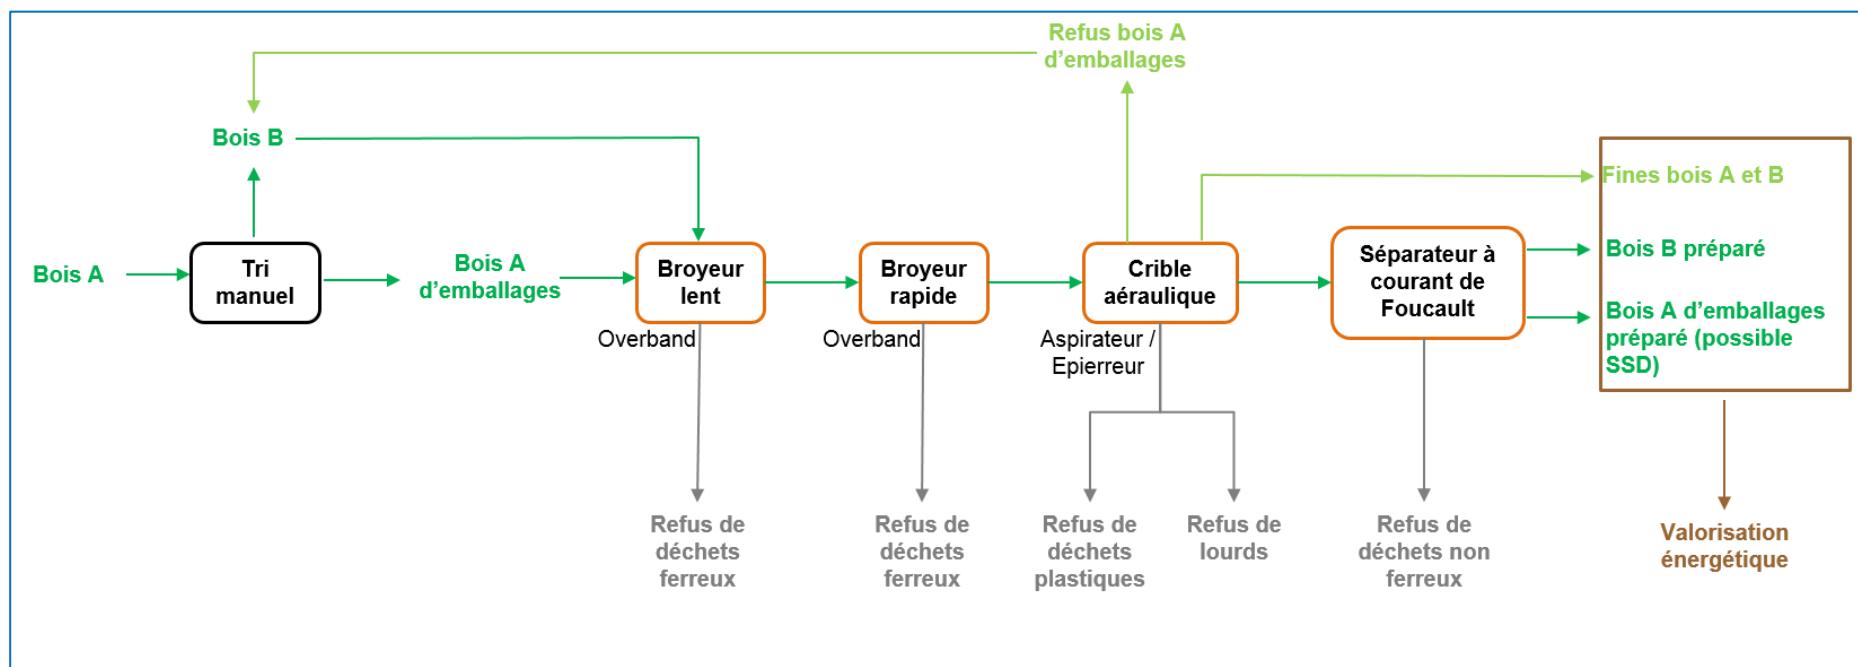 Refus bois A
d'emballages
Bois B
Fines bois A et B
Bois A
Tri
manuel
Bois A
d'emballages
Broyeur
lent
Broyeur
rapide
Crible
aéraulique
Séparateur à
courant de
Foucault
Bois B préparé
Bois A d'emballages
préparé (possible
SSD)
Overband
Overband
Aspirateur /
Epierreur
Refus de
déchets
ferreux
Refus de
déchets
ferreux
Refus de
déchets
plastiques
Refus de
lourds
Refus de
déchets non
ferreux
Valorisation
énergétique